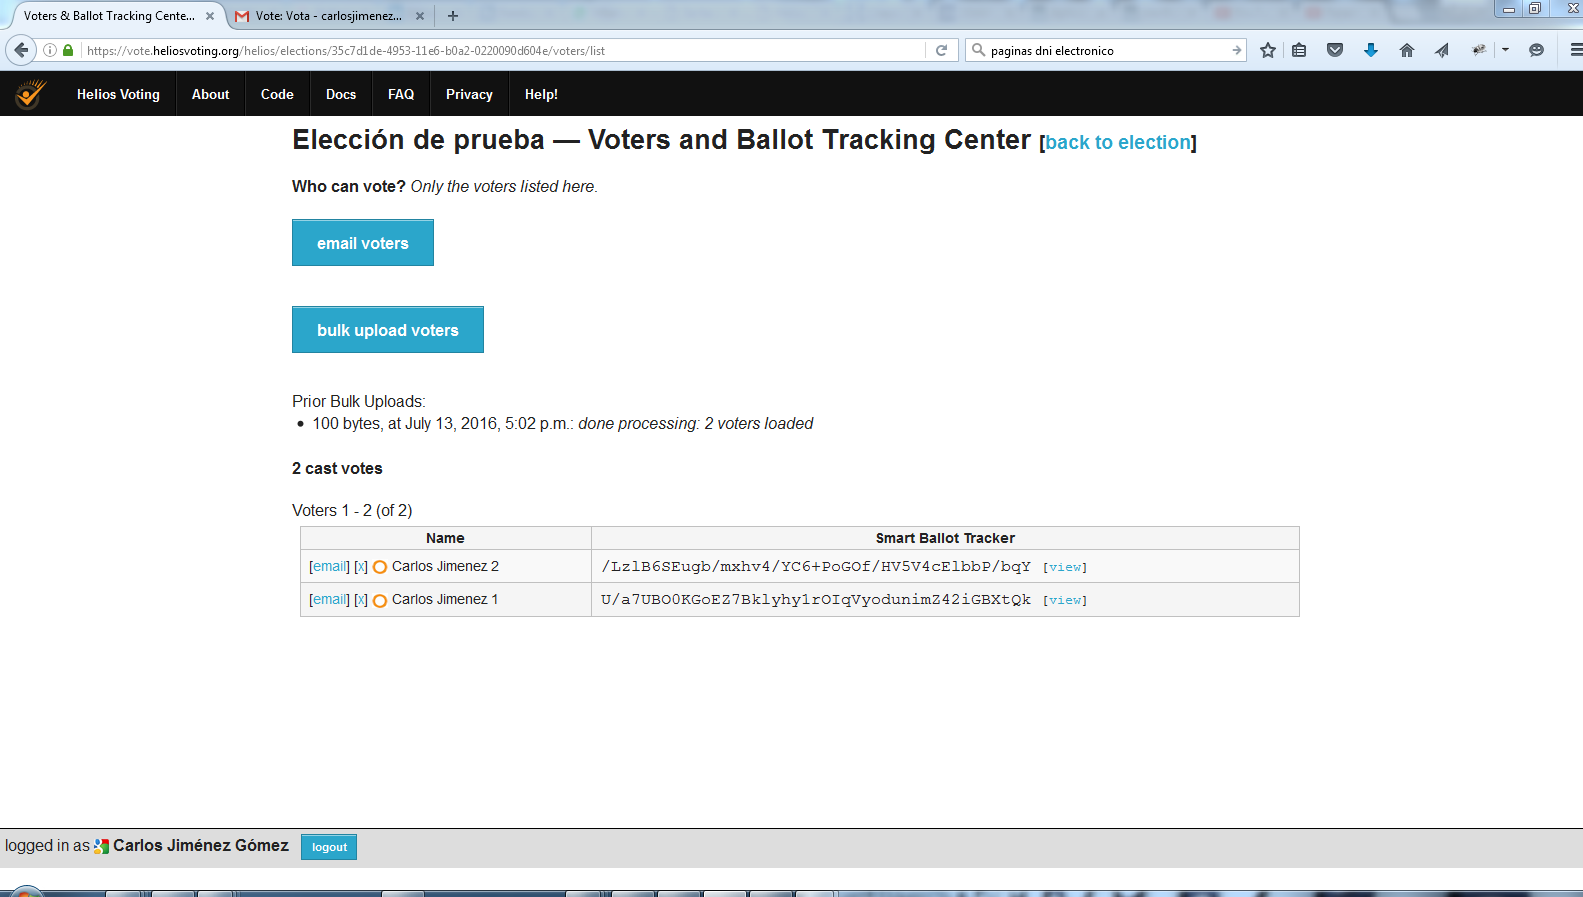 Voters & Ballot Tracking Cente...
Vote: Vota - carlosjimenez...
https://vote.heliosvoting.org/helios/elections/35c7d1de-4953-11e6-b0a2-0220090d604e/voters/list
paginas dni electronico
Helios Voting About Code Docs FAQ Privacy Help!
Elección de prueba — Voters and Ballot Tracking Center [back to election]
Who can vote? Only the voters listed here.
email voters
bulk upload voters
Prior Bulk Uploads:
• 100 bytes, at July 13, 2016, 5:02 p.m.: done processing: 2 voters loaded
2 cast votes
Voters 1 - 2 (of 2)
Name Smart Ballot Tracker
[email] [x] Carlos Jimenez 2 /LzlB6SEugb/mxhv4/YC6+PoGOf/HV5V4cElbbP/bqY [view]
[email] [x] Carlos Jimenez 1 U/a7UBO0KGoEZ7Bklyhy1rOIqVyodunimZ42iGBXtQk [view]
logged in as Carlos Jiménez Gómez logout